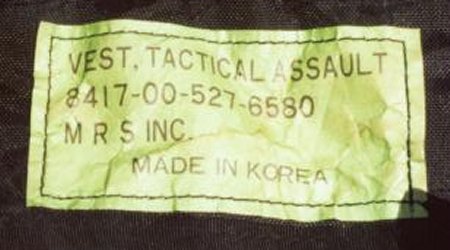 VEST, TACTICAL ASSAULT
8417-00-527-6580
M R S INC.
MADE IN KOREA